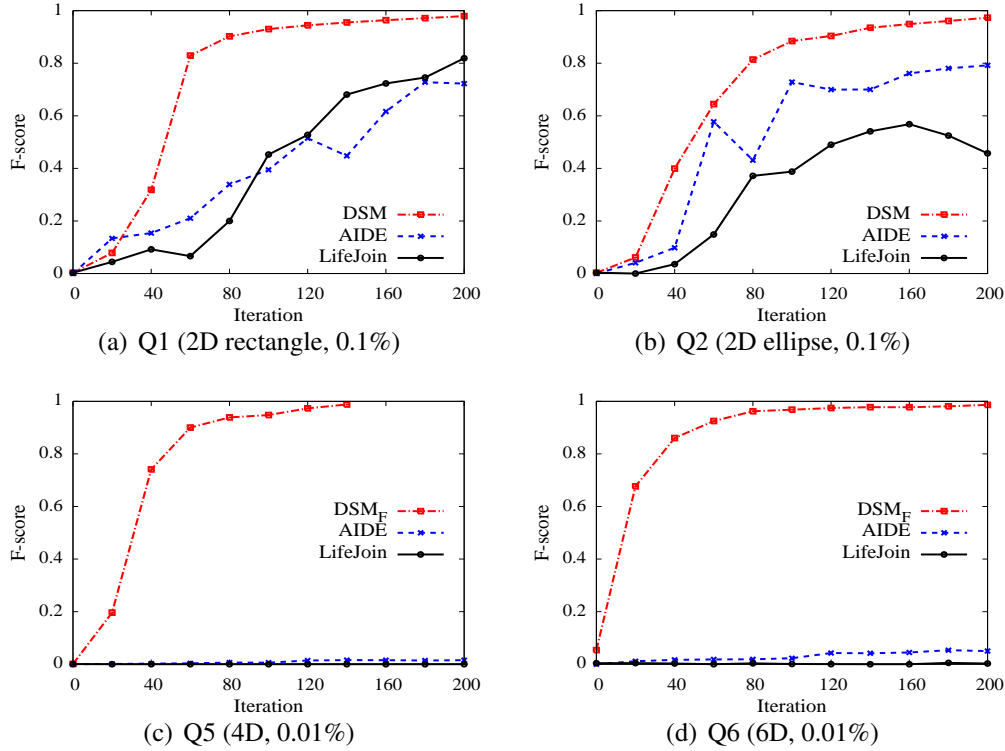 1
0.8
0.6
0.4
0.2
0
F-score
DSM
AIDE
LifeJoin
0 40 80 120 160 200
Iteration
(a) Q1 (2D rectangle, 0.1%)
1
0.8
0.6
0.4
0.2
0
F-score
DSM
AIDE
LifeJoin
0 40 80 120 160 200
Iteration
(b) Q2 (2D ellipse, 0.1%)
1
0.8
0.6
0.4
0.2
0
F-score
DSM_F
AIDE
LifeJoin
0 40 80 120 160 200
Iteration
(c) Q5 (4D, 0.01%)
1
0.8
0.6
0.4
0.2
0
F-score
DSM_F
AIDE
LifeJoin
0 40 80 120 160 200
Iteration
(d) Q6 (6D, 0.01%)